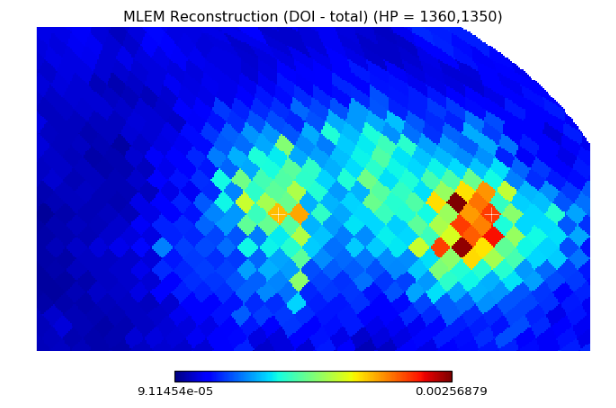 MLEM Reconstruction (DOI - total) (HP = 1360,1350)
9.11454e-05 0.00256879